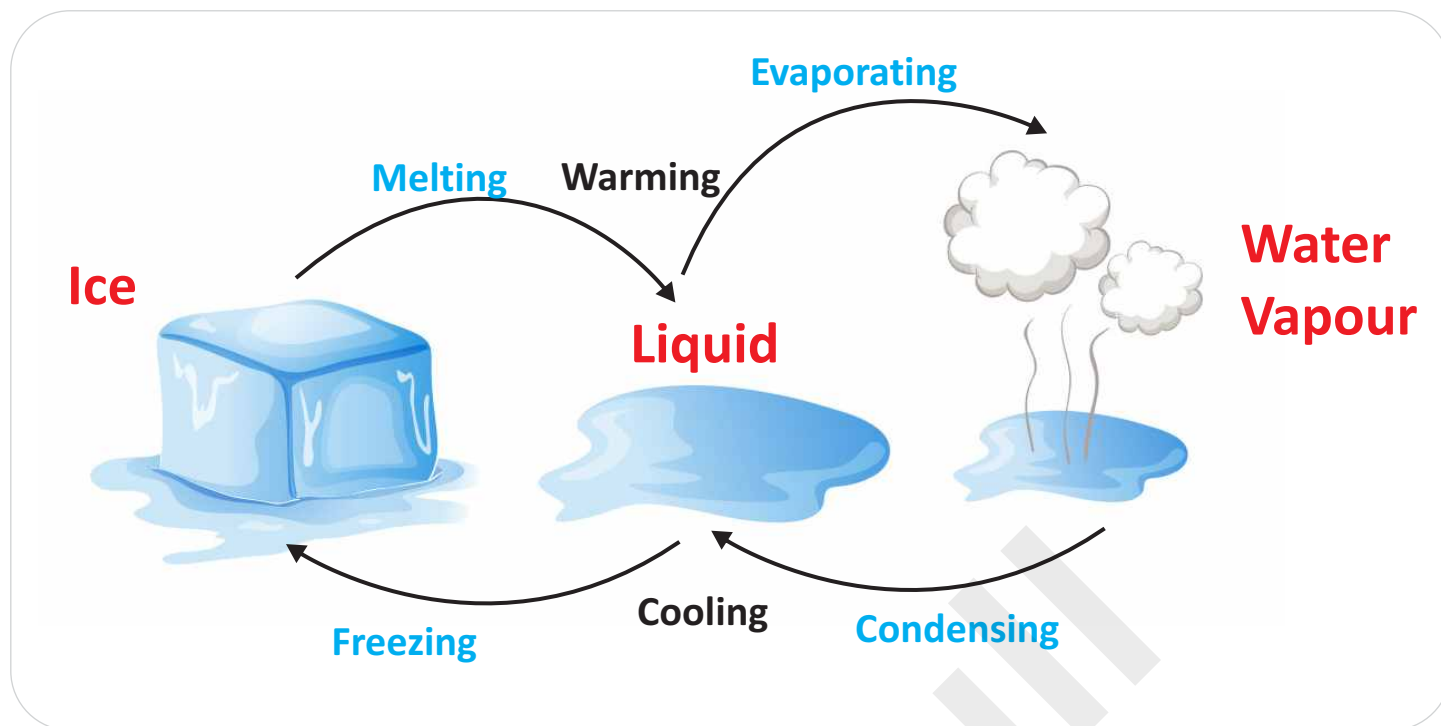 Evaporating
Melting
Warming
Ice
Water
Vapour
Liquid
Cooling
Freezing
Condensing